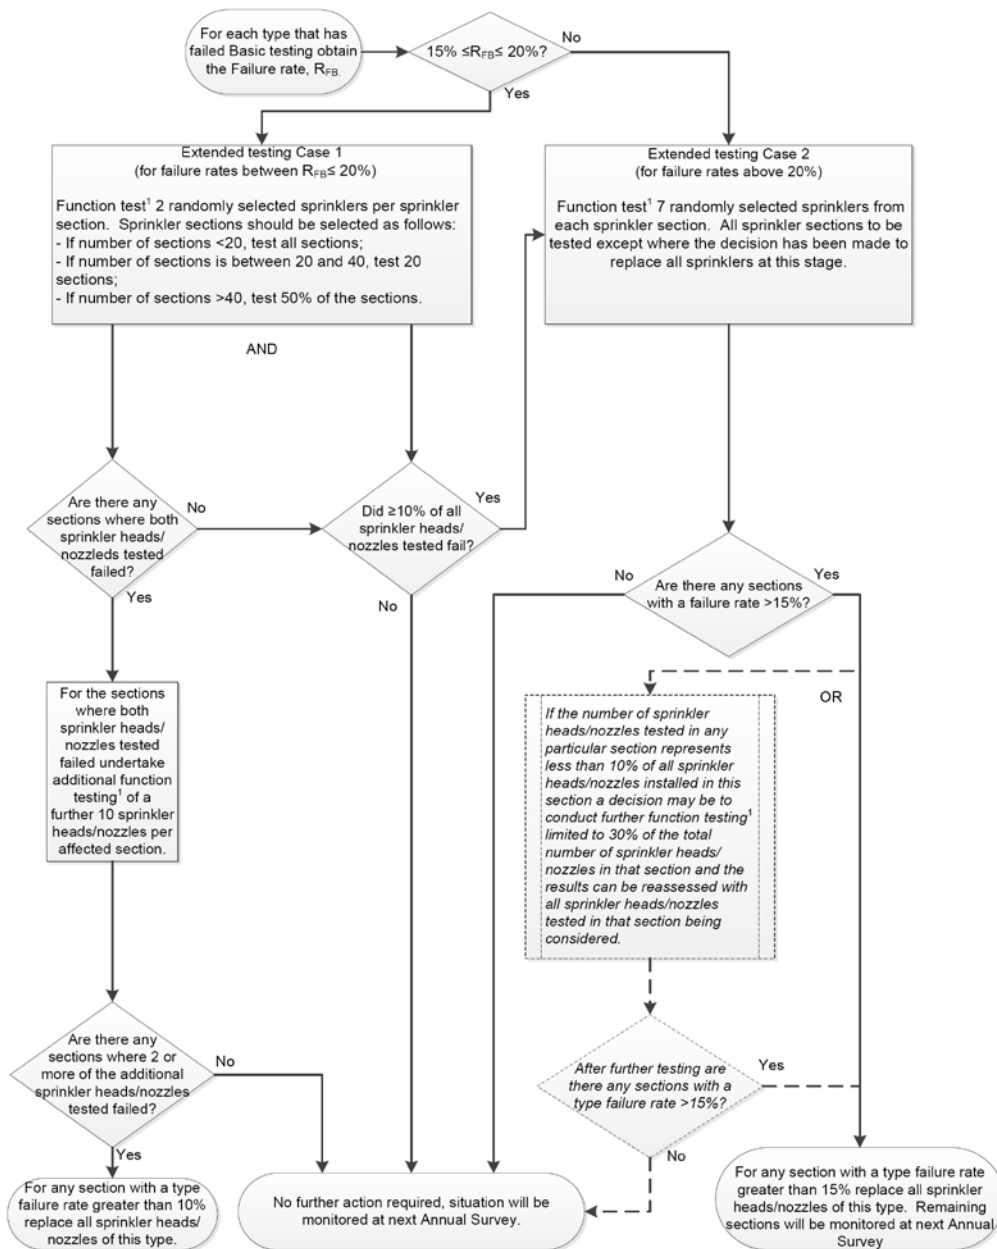 For each type that has
failed Basic testing obtain
the Failure rate, RFB.
15% ≤RFB≤ 20%?
No
Yes
Extended testing Case 1
(for failure rates between RFB≤ 20%)
Function test¹ 2 randomly selected sprinklers per sprinkler
section. Sprinkler sections should be selected as follows:
- If number of sections <20, test all sections;
- If number of sections is between 20 and 40, test 20
sections;
- If number of sections >40, test 50% of the sections.
Extended testing Case 2
(for failure rates above 20%)
Function test¹ 7 randomly selected sprinklers from
each sprinkler section. All sprinkler sections to be
tested except where the decision has been made to
replace all sprinklers at this stage.
AND
Are there any
sections where both
sprinkler heads/
nozzleds tested
failed?
No
Yes
Did ≥10% of all
sprinkler heads/
nozzles tested fail?
Yes
No
Are there any sections
with a failure rate >15%?
No
Yes
OR
For the sections
where both
sprinkler heads/
nozzles tested
failed undertake
additional function
testing¹ of a
further 10 sprinkler
heads/nozzles per
affected section.
If the number of sprinkler
heads/nozzles tested in any
particular section represents
less than 10% of all sprinkler
heads/nozzles installed in this
section a decision may be to
conduct further function testing¹
limited to 30% of the total
number of sprinkler heads/
nozzles in that section and the
results can be reassessed with
all sprinkler heads/nozzles
tested in that section being
considered.
Are there any
sections where 2 or
more of the additional
sprinkler heads/nozzles
tested failed?
No
Yes
After further testing are
there any sections with a
type failure rate >15%?
Yes
No
For any section with a type
failure rate greater than 10%
replace all sprinkler heads/
nozzles of this type.
No further action required, situation will be
monitored at next Annual Survey.
For any section with a type failure rate
greater than 15% replace all sprinkler
heads/nozzles of this type. Remaining
sections will be monitored at next Annual
Survey